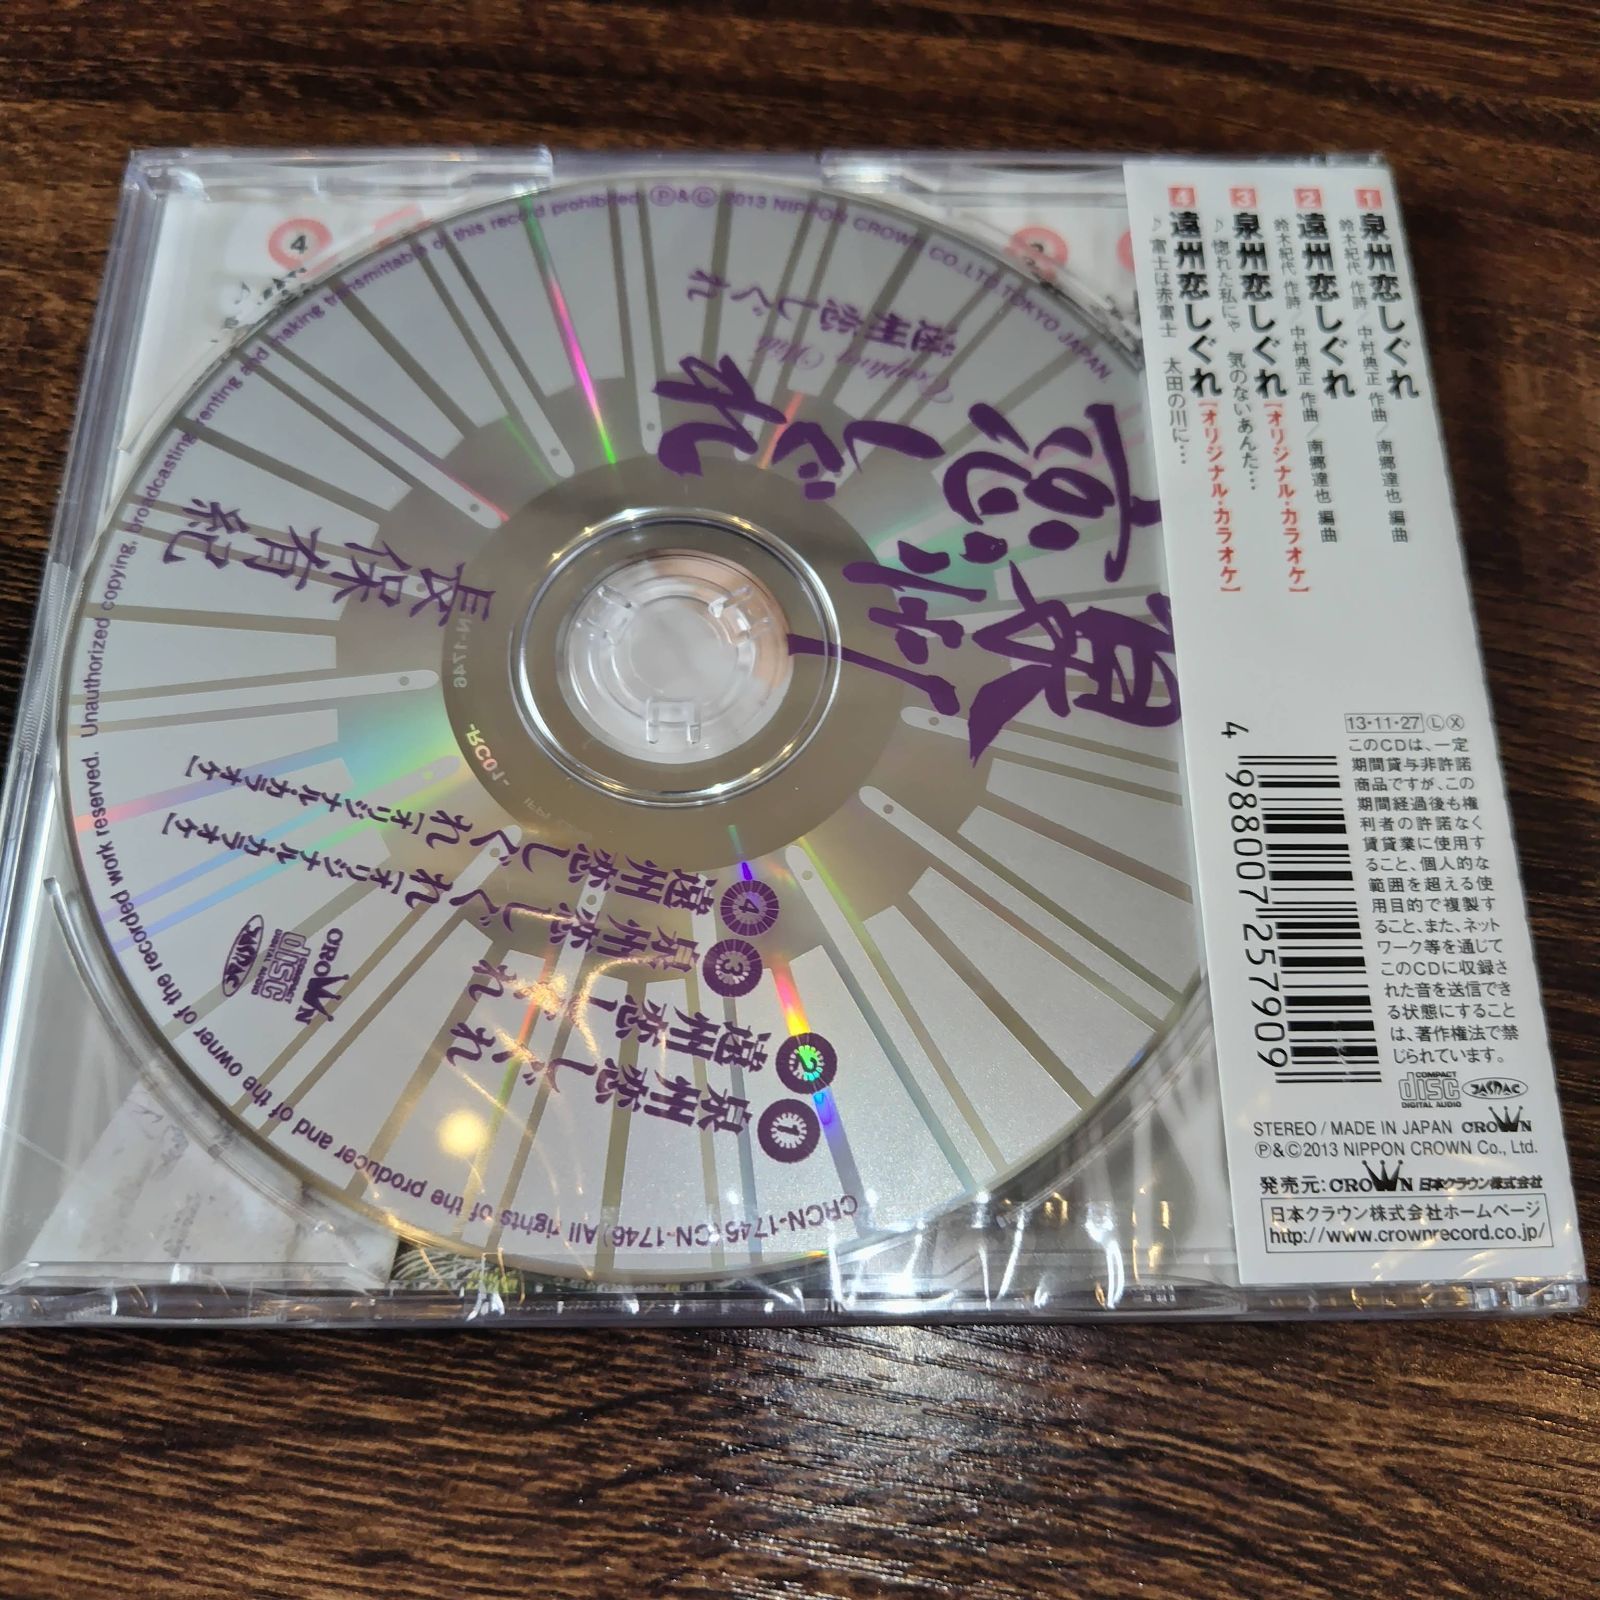 1 泉州恋しぐれ
鈴木紀代 作詩/中村典正 作曲/南郷達也 編曲
2 遠州恋しぐれ
鈴木紀代 作詩/中村典正 作曲/南郷達也 編曲
3 泉州恋しぐれ [オリジナル・カラオケ]
♪ 惚れた私にゃ 気のないあんた…
4 遠州恋しぐれ [オリジナル・カラオケ]
♪ 富士は赤富士 太田の川に…
13・11・27 Ⓛ Ⓧ
このCDは、一定
期間貸与非許諾
商品ですが、この
期間経過後も権
利者の許諾なく
賃貸業に使用す
ること、個人的な
範囲を超える使
用目的で複製す
ること、また、ネット
ワーク等を通じて
このCDに収録さ
れた音を送信でき
る状態にすること
は、著作権法で禁
じられています。
COMPACT
disc
DIGITAL AUDIO
JASRAC
4 988007 257909
STEREO / MADE IN JAPAN CROWN
Ⓟ&Ⓒ2013 NIPPON CROWN Co., Ltd.
発売元:CROWN 日本クラウン株式会社
日本クラウン株式会社ホームページ
http://www.crownrecord.co.jp/
泉州
恋しぐれ
Coupling With
遠州恋しぐれ
長保有紀
1 泉州恋しぐれ
2 遠州恋しぐれ
3 泉州恋しぐれ [オリジナル・カラオケ]
4 遠州恋しぐれ [オリジナル・カラオケ]
CROWN
COMPACT
disc
DIGITAL AUDIO
JASRAC
CRCN-1745 (CN-1746) All rights of the producer and of the owner of the recorded work reserved. Unauthorized copying, broadcasting, renting and making transmittable of this record prohibited. Ⓟ&Ⓒ 2013 NIPPON CROWN CO.,LTD.TOKYO JAPAN
N-1746
4